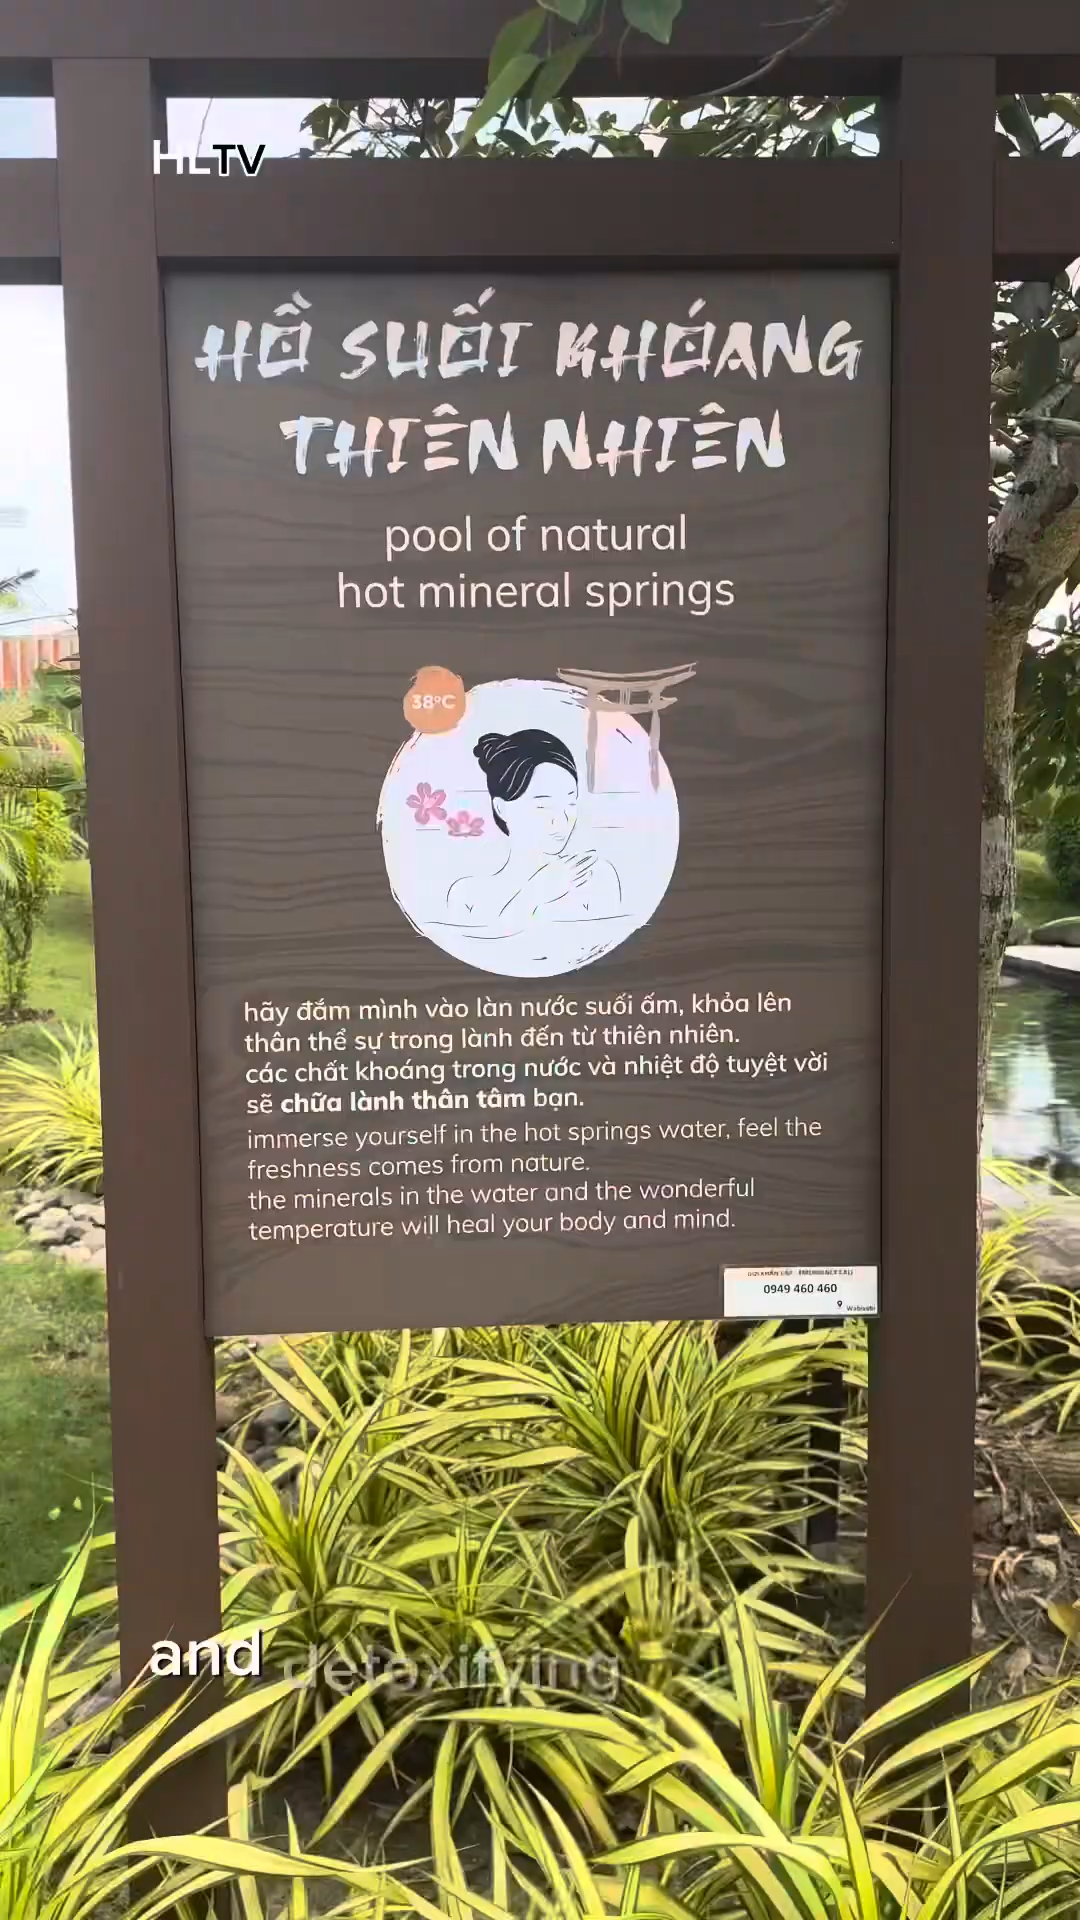 HLTV
HỒ SUỐI KHÓANG
THIÊN NHIÊN
pool of natural
hot mineral springs
38°C
hãy đắm mình vào làn nước suối ấm, khỏa lên
thân thể sự trong lành đến từ thiên nhiên.
các chất khoáng trong nước và nhiệt độ tuyệt vời
sẽ chữa lành thân tâm bạn.
immerse yourself in the hot springs water, feel the
freshness comes from nature.
the minerals in the water and the wonderful
temperature will heal your body and mind.
0949 460 460
and detoxifying